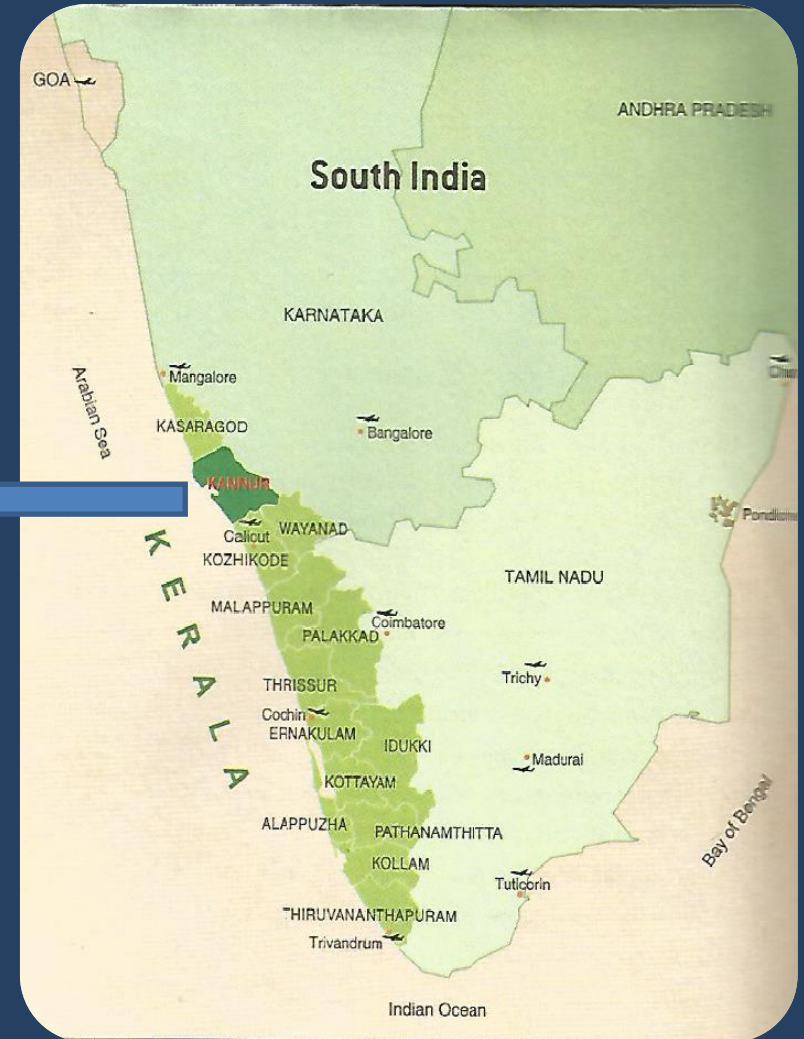 GOA
ANDHRA PRADESH
South India
KARNATAKA
Arabian Sea
Mangalore
KASARAGOD
Bangalore
KANNUR
Calicut
WAYANAD
KOZHIKODE
KERALA
MALAPPURAM
PALAKKAD
Coimbatore
TAMIL NADU
THRISSUR
Trichy
Cochin
ERNAKULAM
IDUKKI
Madurai
KOTTAYAM
ALAPPUZHA
PATHANAMTHITTA
KOLLAM
Bay of Bengal
Tuticorin
THIRUVANANTHAPURAM
Trivandrum
Indian Ocean